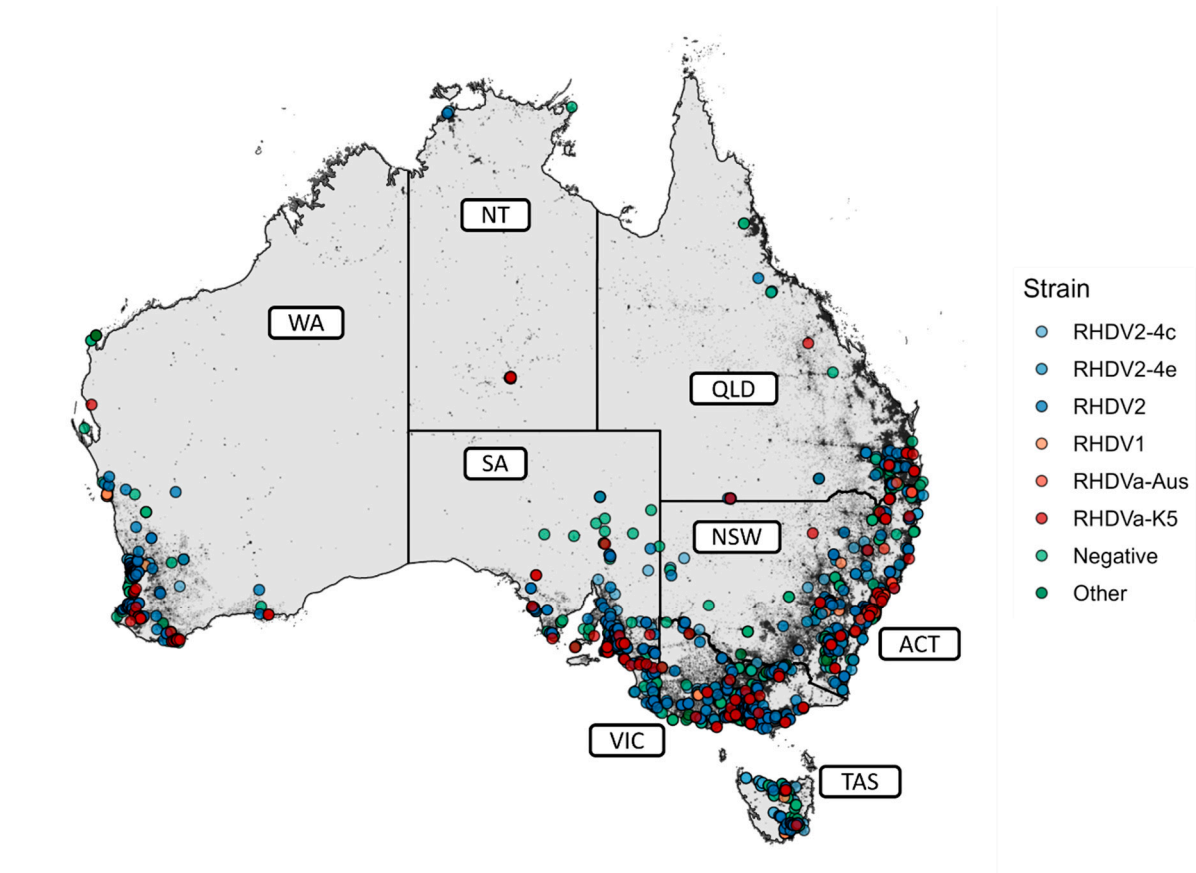 NT
WA
QLD
SA
NSW
ACT
VIC
TAS
Strain
RHDV2-4c
RHDV2-4e
RHDV2
RHDV1
RHDVa-Aus
RHDVa-K5
Negative
Other